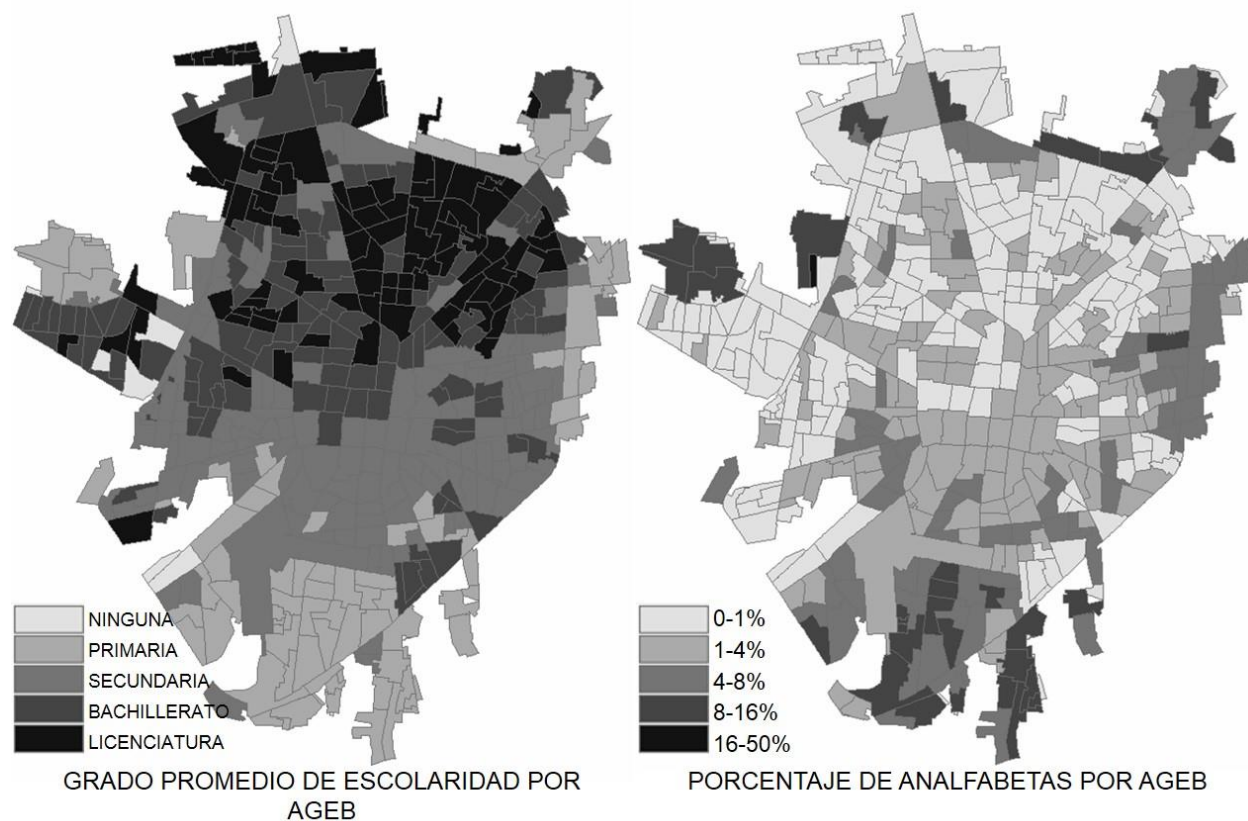 NINGUNA
PRIMARIA
SECUNDARIA
BACHILLERATO
LICENCIATURA
GRADO PROMEDIO DE ESCOLARIDAD POR
AGEB
0-1%
1-4%
4-8%
8-16%
16-50%
PORCENTAJE DE ANALFABETAS POR AGEB